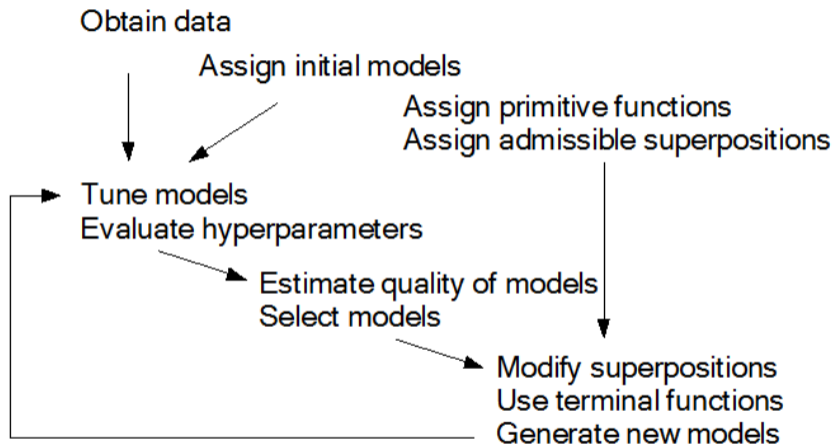 Obtain data
Assign initial models
Assign primitive functions
Assign admissible superpositions
Tune models
Evaluate hyperparameters
Estimate quality of models
Select models
Modify superpositions
Use terminal functions
Generate new models